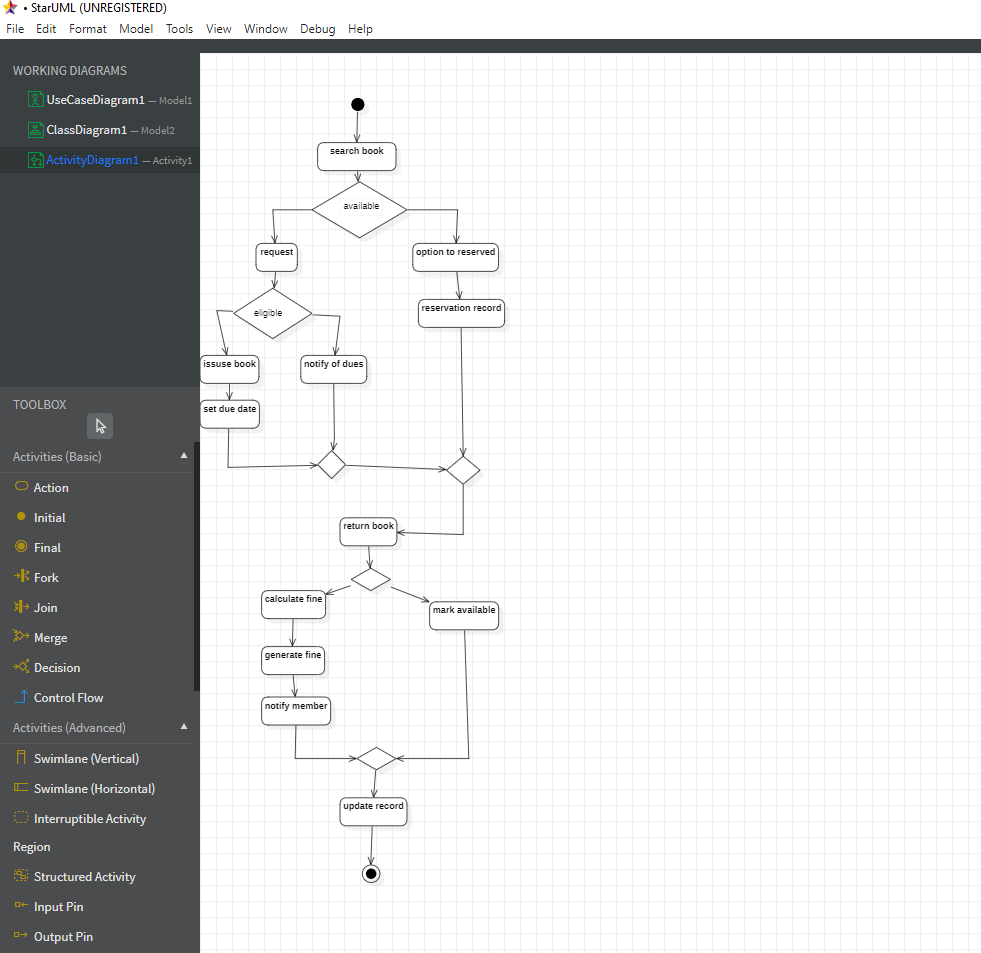 • StarUML (UNREGISTERED)
File Edit Format Model Tools View Window Debug Help
WORKING DIAGRAMS
UseCaseDiagram1 — Model1
ClassDiagram1 — Model2
ActivityDiagram1 — Activity1
TOOLBOX
Activities (Basic)
Action
Initial
Final
Fork
Join
Merge
Decision
Control Flow
Activities (Advanced)
Swimlane (Vertical)
Swimlane (Horizontal)
Interruptible Activity
Region
Structured Activity
Input Pin
Output Pin
search book
available
request
option to reserved
eligible
reservation record
issuse book
notify of dues
set due date
return book
calculate fine
mark available
generate fine
notify member
update record